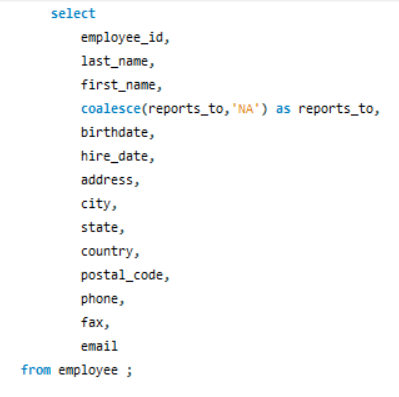 select
employee_id,
last_name,
first_name,
coalesce(reports_to,'NA') as reports_to,
birthdate,
hire_date,
address,
city,
state,
country,
postal_code,
phone,
fax,
email
from employee ;